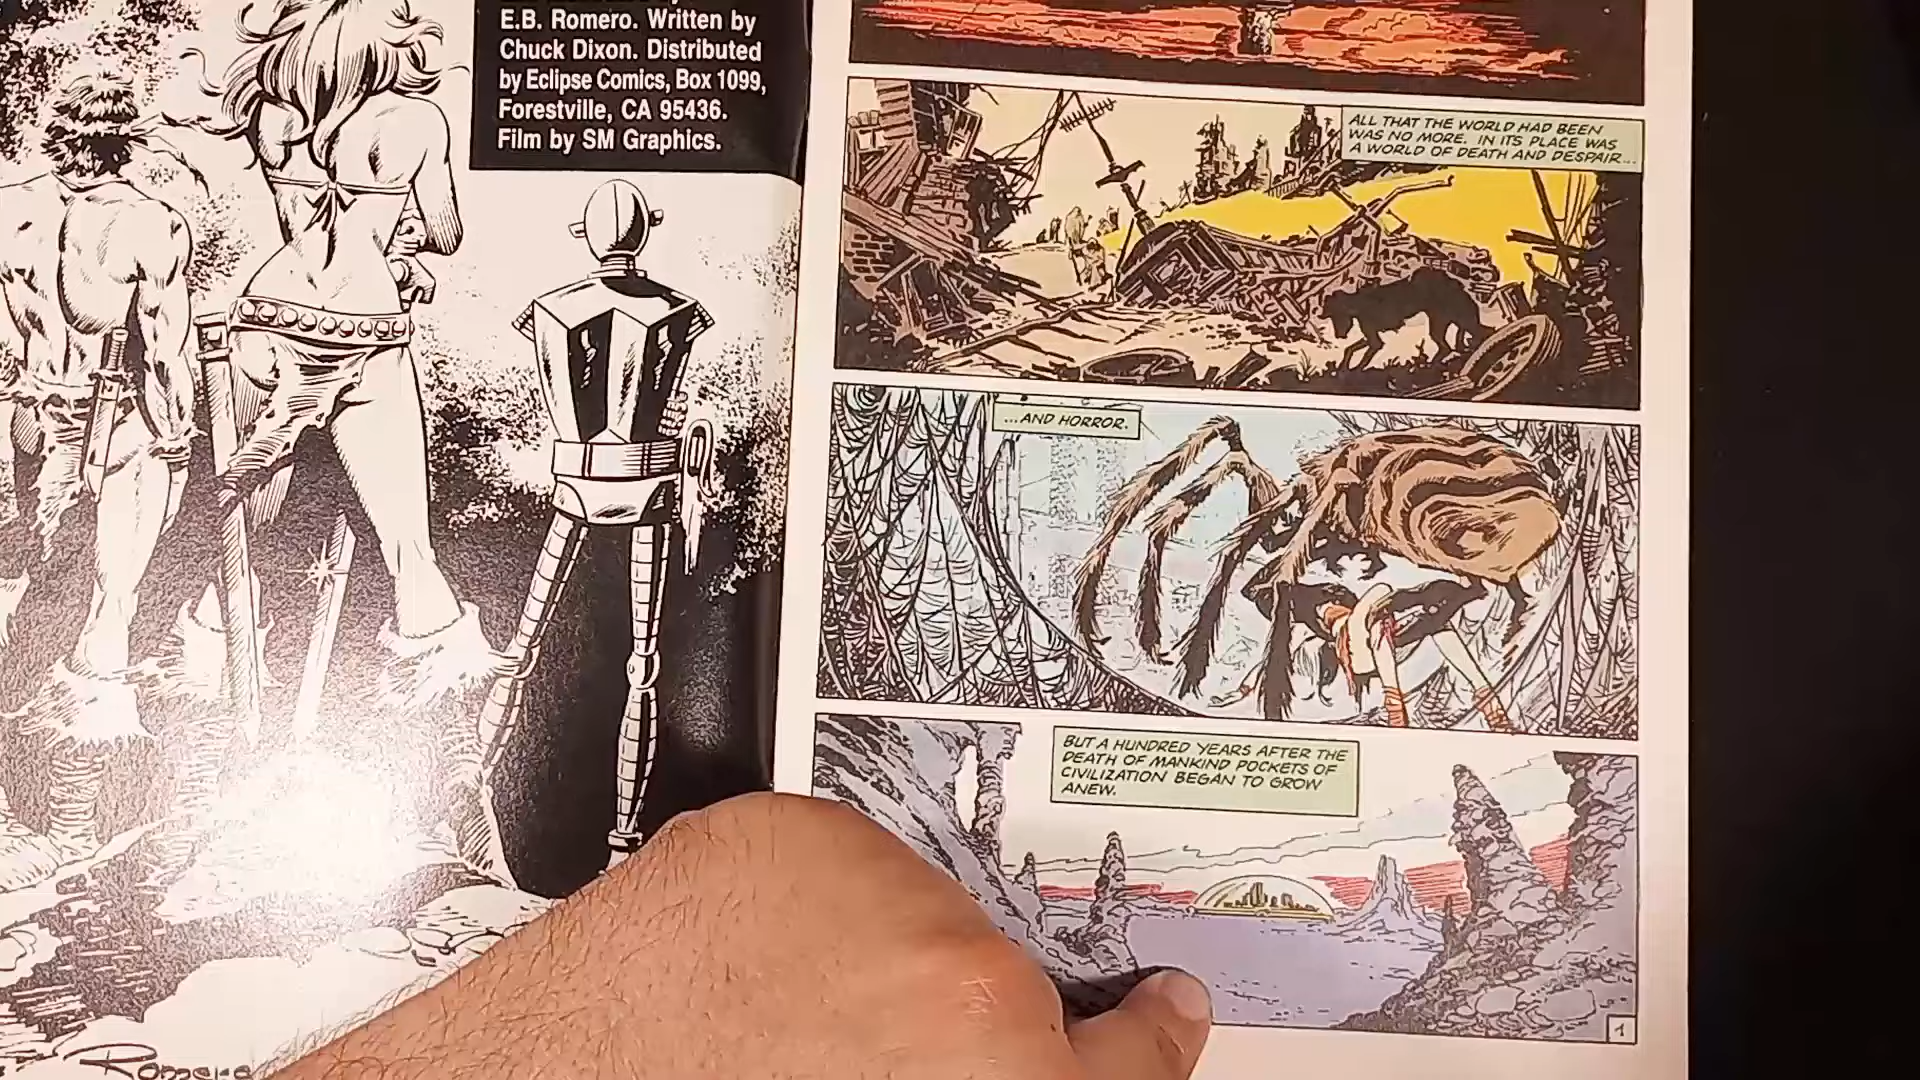 E.B. Romero. Written by
Chuck Dixon. Distributed
by Eclipse Comics, Box 1099,
Forestville, CA 95436.
Film by SM Graphics.
Romero
ALL THAT THE WORLD HAD BEEN
WAS NO MORE. IN ITS PLACE WAS
A WORLD OF DEATH AND DESPAIR...
...AND HORROR.
BUT A HUNDRED YEARS AFTER THE
DEATH OF MANKIND POCKETS OF
CIVILIZATION BEGAN TO GROW
ANEW.
1